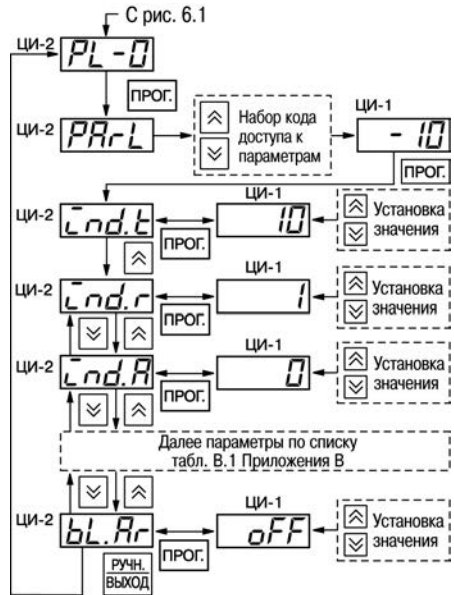 С рис. 6.1
ЦИ-2
PL-0
ПРОГ.
ЦИ-2
PArL
Набор кода
доступа к
параметрам
ЦИ-1
- 10
ПРОГ.
ЦИ-2
ind.t
ПРОГ.
ЦИ-1
10
Установка
значения
ЦИ-2
ind.r
ПРОГ.
ЦИ-1
1
Установка
значения
ЦИ-2
ind.A
ПРОГ.
ЦИ-1
0
Установка
значения
Далее параметры по списку
табл. В.1 Приложения В
ЦИ-2
bL.Ar
ПРОГ.
ЦИ-1
oFF
Установка
значения
РУЧН.
ВЫХОД